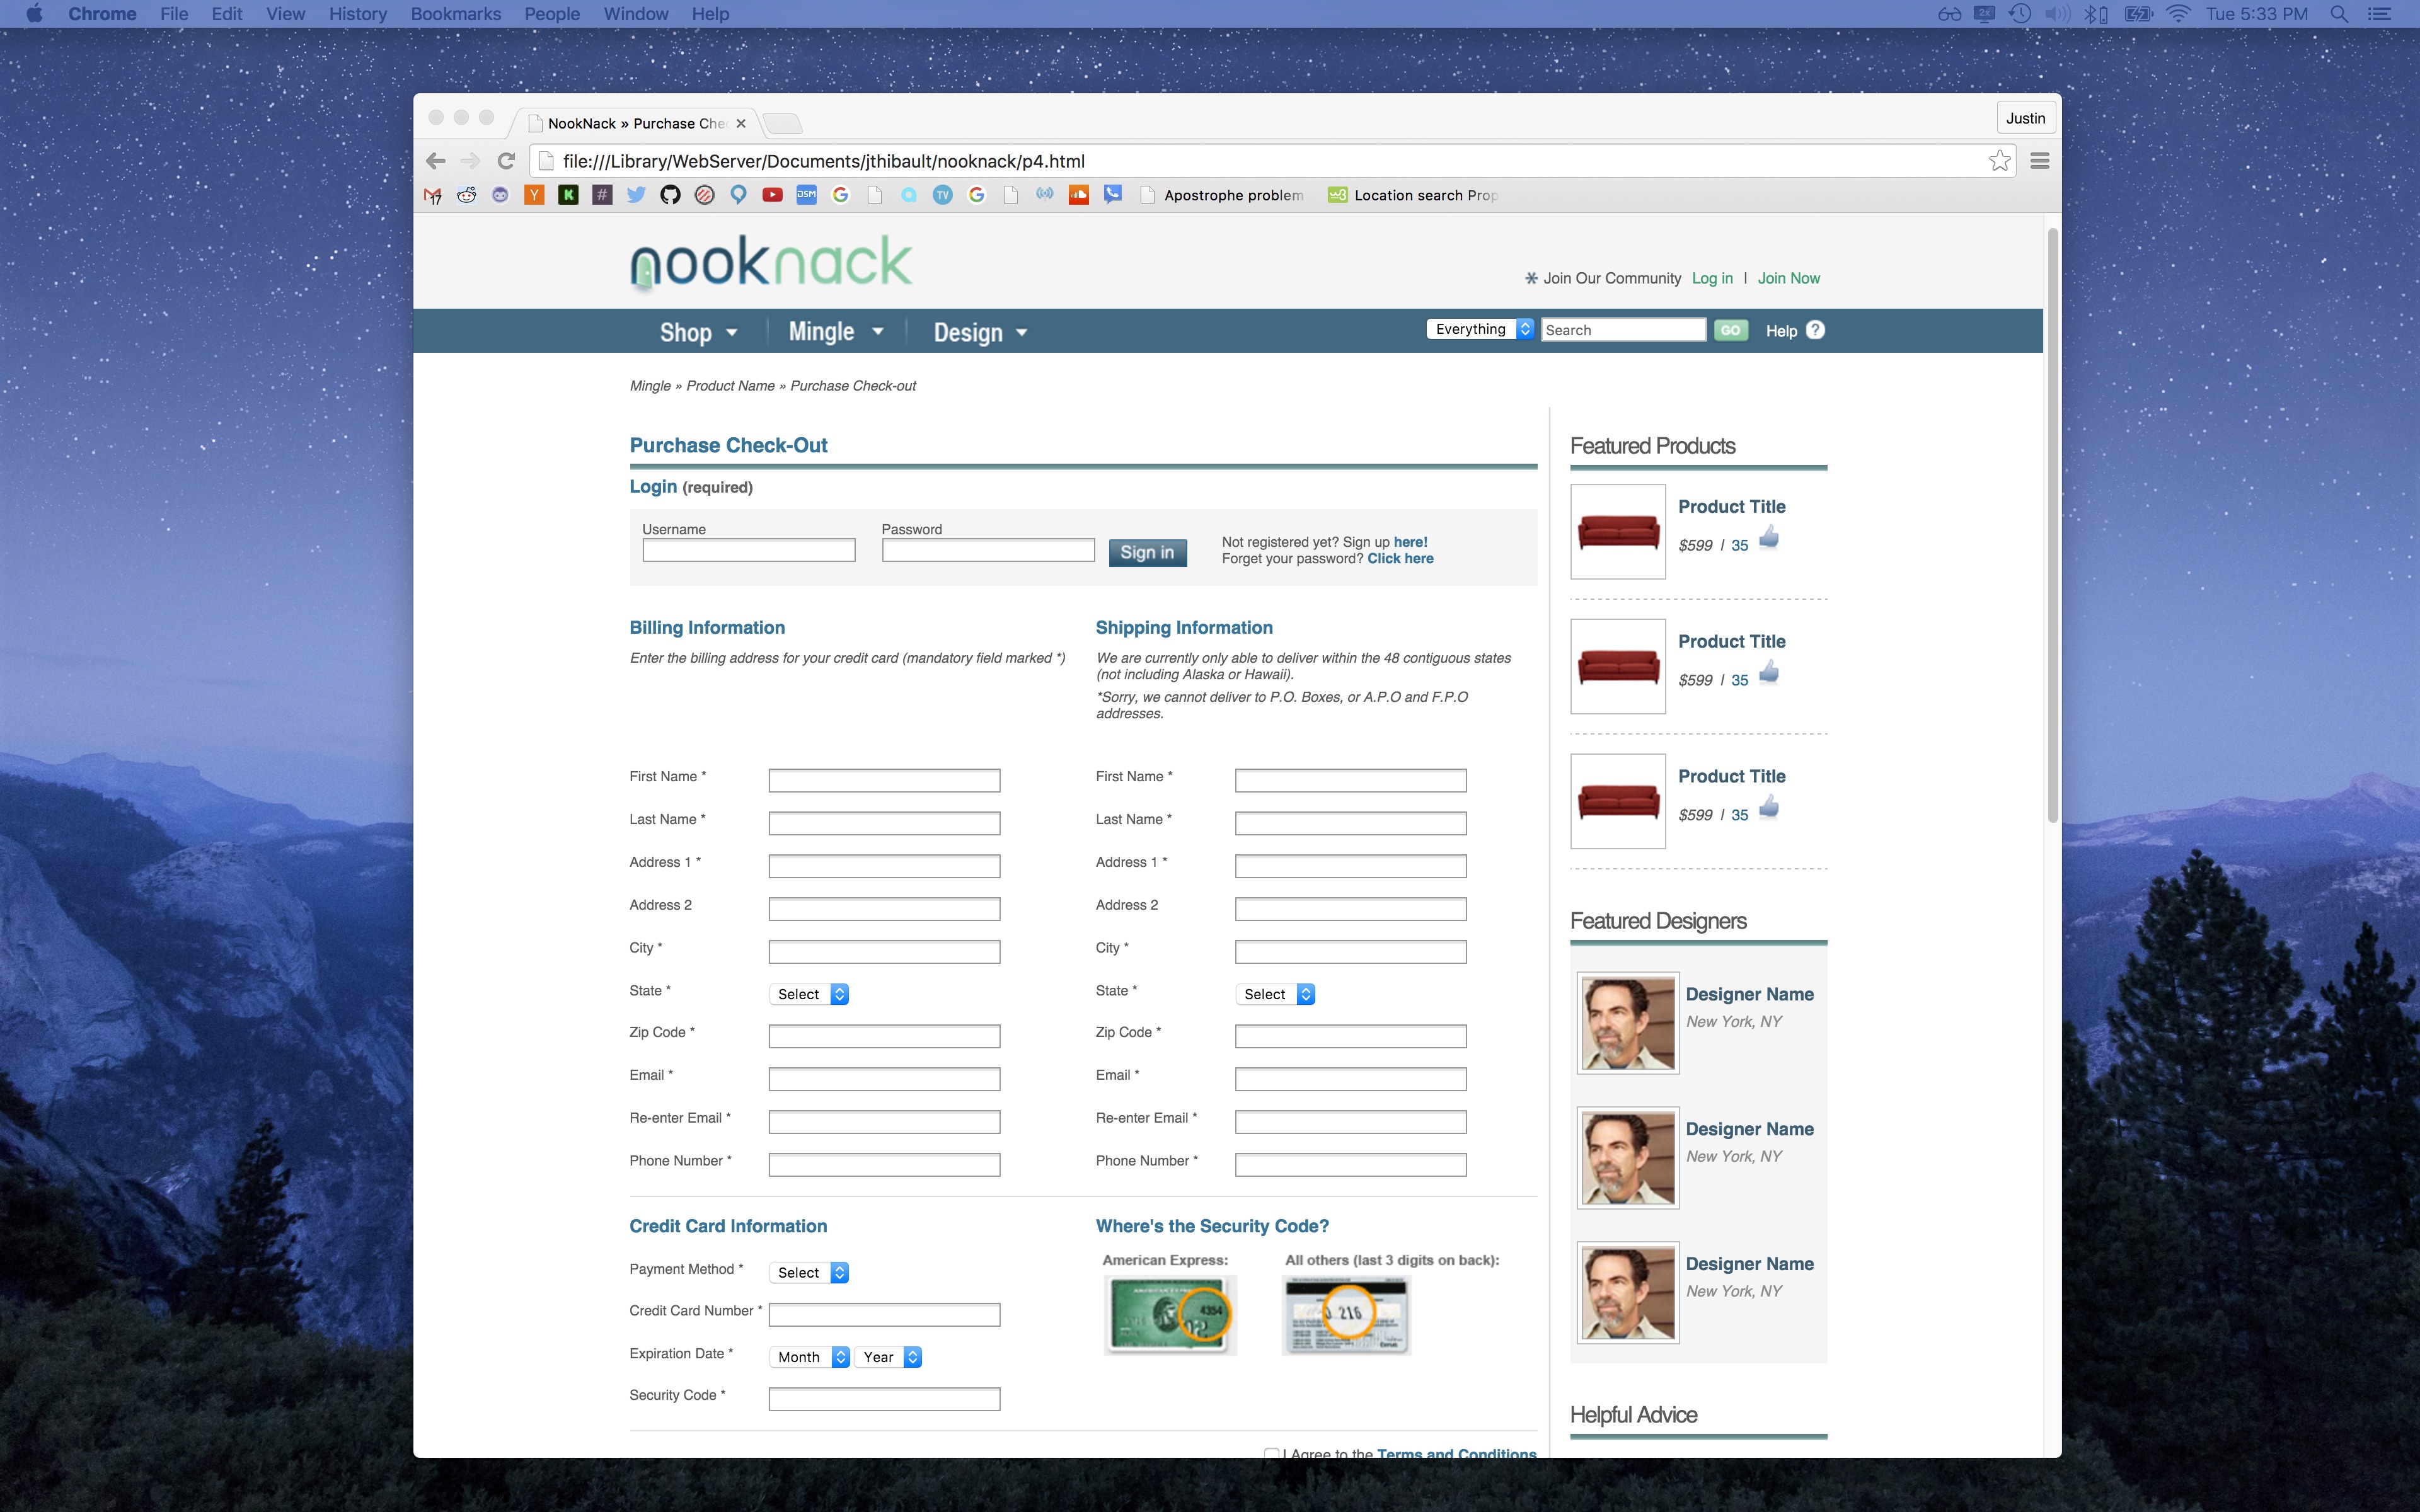 Chrome File Edit View History Bookmarks People Window Help
2x
Tue 5:33 PM
NookNack » Purchase Che
Justin
file:///Library/WebServer/Documents/jthibault/nooknack/p4.html
17 Y K # DSM G TV G Apostrophe problem w3 Location search Prop
nooknack
Join Our Community Log in | Join Now
Shop Mingle Design
Everything Search GO Help ?
Mingle » Product Name » Purchase Check-out
Purchase Check-Out
Login (required)
Username Password
Sign in
Not registered yet? Sign up here!
Forget your password? Click here
Billing Information
Enter the billing address for your credit card (mandatory field marked *)
Shipping Information
We are currently only able to deliver within the 48 contiguous states
(not including Alaska or Hawaii).
*Sorry, we cannot deliver to P.O. Boxes, or A.P.O and F.P.O
addresses.
First Name *
Last Name *
Address 1 *
Address 2
City *
State * Select
Zip Code *
Email *
Re-enter Email *
Phone Number *
First Name *
Last Name *
Address 1 *
Address 2
City *
State * Select
Zip Code *
Email *
Re-enter Email *
Phone Number *
Credit Card Information
Payment Method * Select
Credit Card Number *
Expiration Date * Month Year
Security Code *
Where's the Security Code?
American Express: All others (last 3 digits on back):
AMERICAN EXPRESS
4354
216
I Agree to the Terms and Conditions
Featured Products
Product Title
$599 / 35
Product Title
$599 / 35
Product Title
$599 / 35
Featured Designers
Designer Name
New York, NY
Designer Name
New York, NY
Designer Name
New York, NY
Helpful Advice